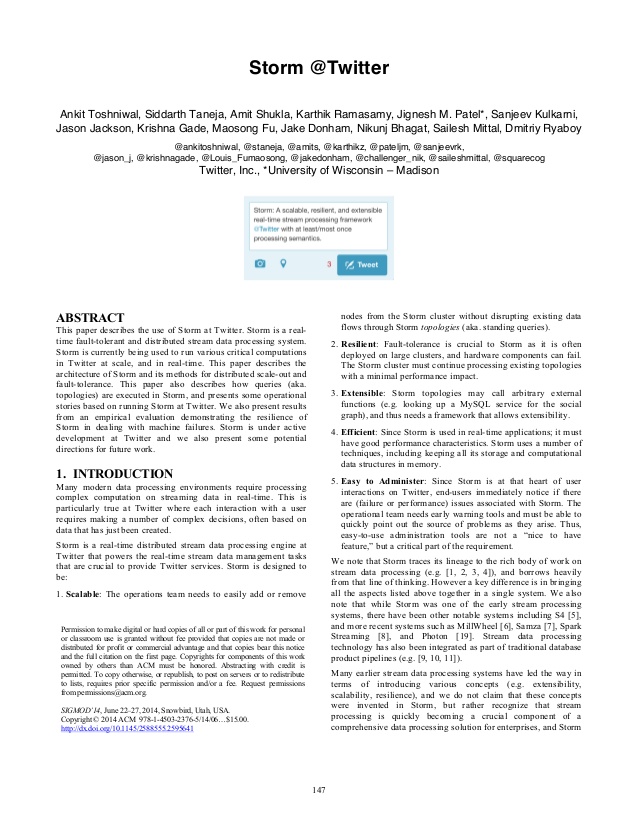 Storm @Twitter
Ankit Toshniwal, Siddarth Taneja, Amit Shukla, Karthik Ramasamy, Jignesh M. Patel*, Sanjeev Kulkarni,
Jason Jackson, Krishna Gade, Maosong Fu, Jake Donham, Nikunj Bhagat, Sailesh Mittal, Dmitriy Ryaboy
@ankitoshniwal, @staneja, @amits, @karthikz, @pateljm, @sanjeevrk,
@jason_j, @krishnagade, @Louis_Fumaosong, @jakedonham, @challenger_nik, @saileshmittal, @squarecog
Twitter, Inc., *University of Wisconsin – Madison
Storm: A scalable, resilient, and extensible
real-time stream processing framework
@Twitter with at least/most once
processing semantics.
3 Tweet
ABSTRACT
This paper describes the use of Storm at Twitter. Storm is a real-
time fault-tolerant and distributed stream data processing system.
Storm is currently being used to run various critical computations
in Twitter at scale, and in real-time. This paper describes the
architecture of Storm and its methods for distributed scale-out and
fault-tolerance. This paper also describes how queries (aka.
topologies) are executed in Storm, and presents some operational
stories based on running Storm at Twitter. We also present results
from an empirical evaluation demonstrating the resilience of
Storm in dealing with machine failures. Storm is under active
development at Twitter and we also present some potential
directions for future work.
1. INTRODUCTION
Many modern data processing environments require processing
complex computation on streaming data in real-time. This is
particularly true at Twitter where each interaction with a user
requires making a number of complex decisions, often based on
data that has just been created.
Storm is a real-time distributed stream data processing engine at
Twitter that powers the real-time stream data management tasks
that are crucial to provide Twitter services. Storm is designed to
be:
1. Scalable: The operations team needs to easily add or remove
Permission to make digital or hard copies of all or part of this work for personal
or classroom use is granted without fee provided that copies are not made or
distributed for profit or commercial advantage and that copies bear this notice
and the full citation on the first page. Copyrights for components of this work
owned by others than ACM must be honored. Abstracting with credit is
permitted. To copy otherwise, or republish, to post on servers or to redistribute
to lists, requires prior specific permission and/or a fee. Request permissions
from permissions@acm.org.
SIGMOD'14, June 22-27, 2014, Snowbird, Utah, USA.
Copyright © 2014 ACM 978-1-4503-2376-5/14/06…$15.00.
http://dx.doi.org/10.1145/2588555.2595641
nodes from the Storm cluster without disrupting existing data
flows through Storm topologies (aka. standing queries).
2. Resilient: Fault-tolerance is crucial to Storm as it is often
deployed on large clusters, and hardware components can fail.
The Storm cluster must continue processing existing topologies
with a minimal performance impact.
3. Extensible: Storm topologies may call arbitrary external
functions (e.g. looking up a MySQL service for the social
graph), and thus needs a framework that allows extensibility.
4. Efficient: Since Storm is used in real-time applications; it must
have good performance characteristics. Storm uses a number of
techniques, including keeping all its storage and computational
data structures in memory.
5. Easy to Administer: Since Storm is at that heart of user
interactions on Twitter, end-users immediately notice if there
are (failure or performance) issues associated with Storm. The
operational team needs early warning tools and must be able to
quickly point out the source of problems as they arise. Thus,
easy-to-use administration tools are not a “nice to have
feature,” but a critical part of the requirement.
We note that Storm traces its lineage to the rich body of work on
stream data processing (e.g. [1, 2, 3, 4]), and borrows heavily
from that line of thinking. However a key difference is in bringing
all the aspects listed above together in a single system. We also
note that while Storm was one of the early stream processing
systems, there have been other notable systems including S4 [5],
and more recent systems such as MillWheel [6], Samza [7], Spark
Streaming [8], and Photon [19]. Stream data processing
technology has also been integrated as part of traditional database
product pipelines (e.g. [9, 10, 11]).
Many earlier stream data processing systems have led the way in
terms of introducing various concepts (e.g. extensibility,
scalability, resilience), and we do not claim that these concepts
were invented in Storm, but rather recognize that stream
processing is quickly becoming a crucial component of a
comprehensive data processing solution for enterprises, and Storm
147